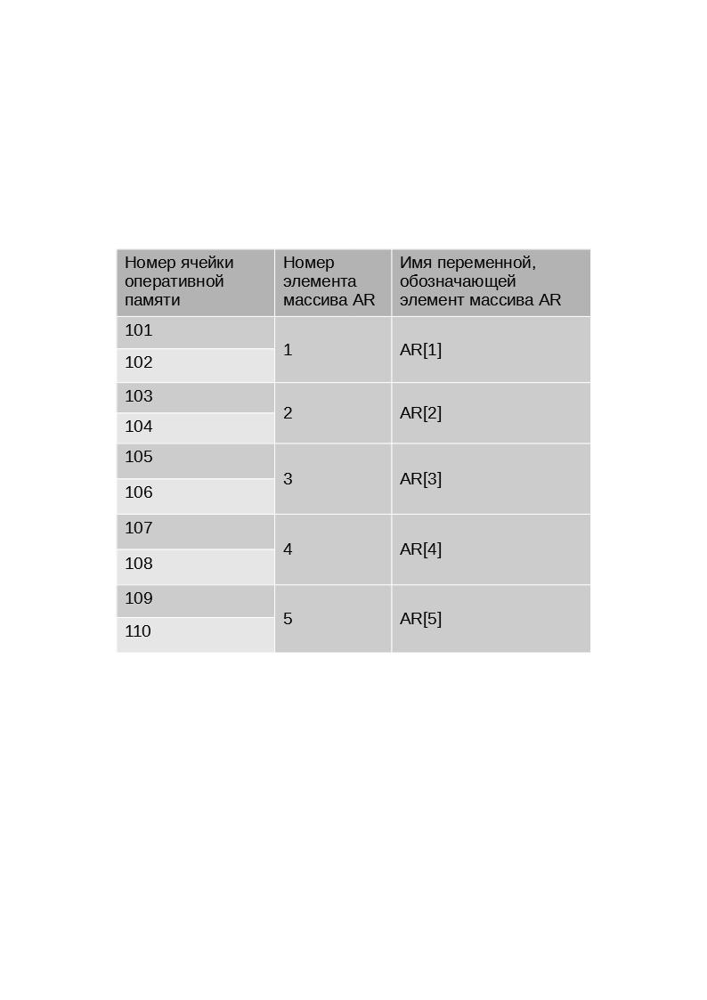 Номер ячейки
оперативной
памяти
Номер
элемента
массива AR
Имя переменной,
обозначающей
элемент массива AR
101
102
1
AR[1]
103
104
2
AR[2]
105
106
3
AR[3]
107
108
4
AR[4]
109
110
5
AR[5]